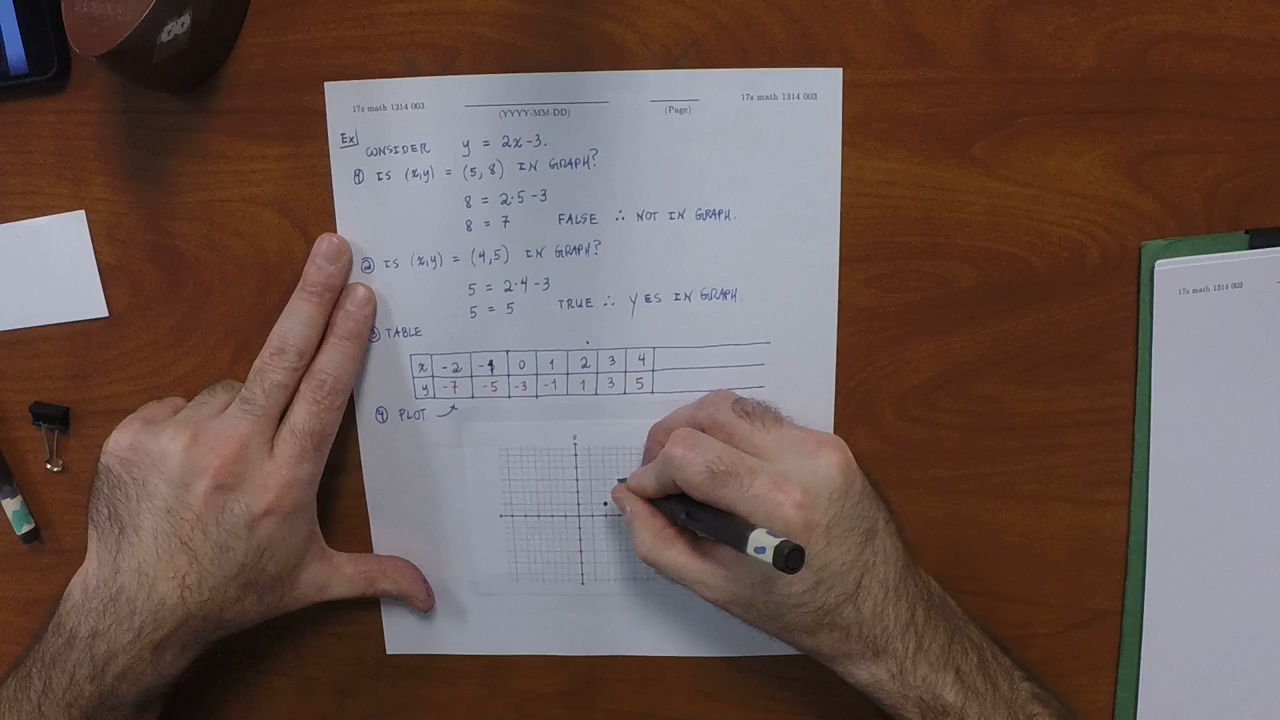 17s math 1314 003 (YYYY-MM-DD) (Page) 17s math 1314 003
Ex CONSIDER y = 2x-3.
① IS (x,y) = (5,8) IN GRAPH?
8 = 2·5-3
8 = 7 FALSE ∴ NOT IN GRAPH.
② IS (x,y) = (4,5) IN GRAPH?
5 = 2·4-3
5 = 5 TRUE ∴ YES IN GRAPH.
③ TABLE
x -2 -1 0 1 2 3 4
y -7 -5 -3 -1 1 3 5
④ PLOT
17s math 1314 003